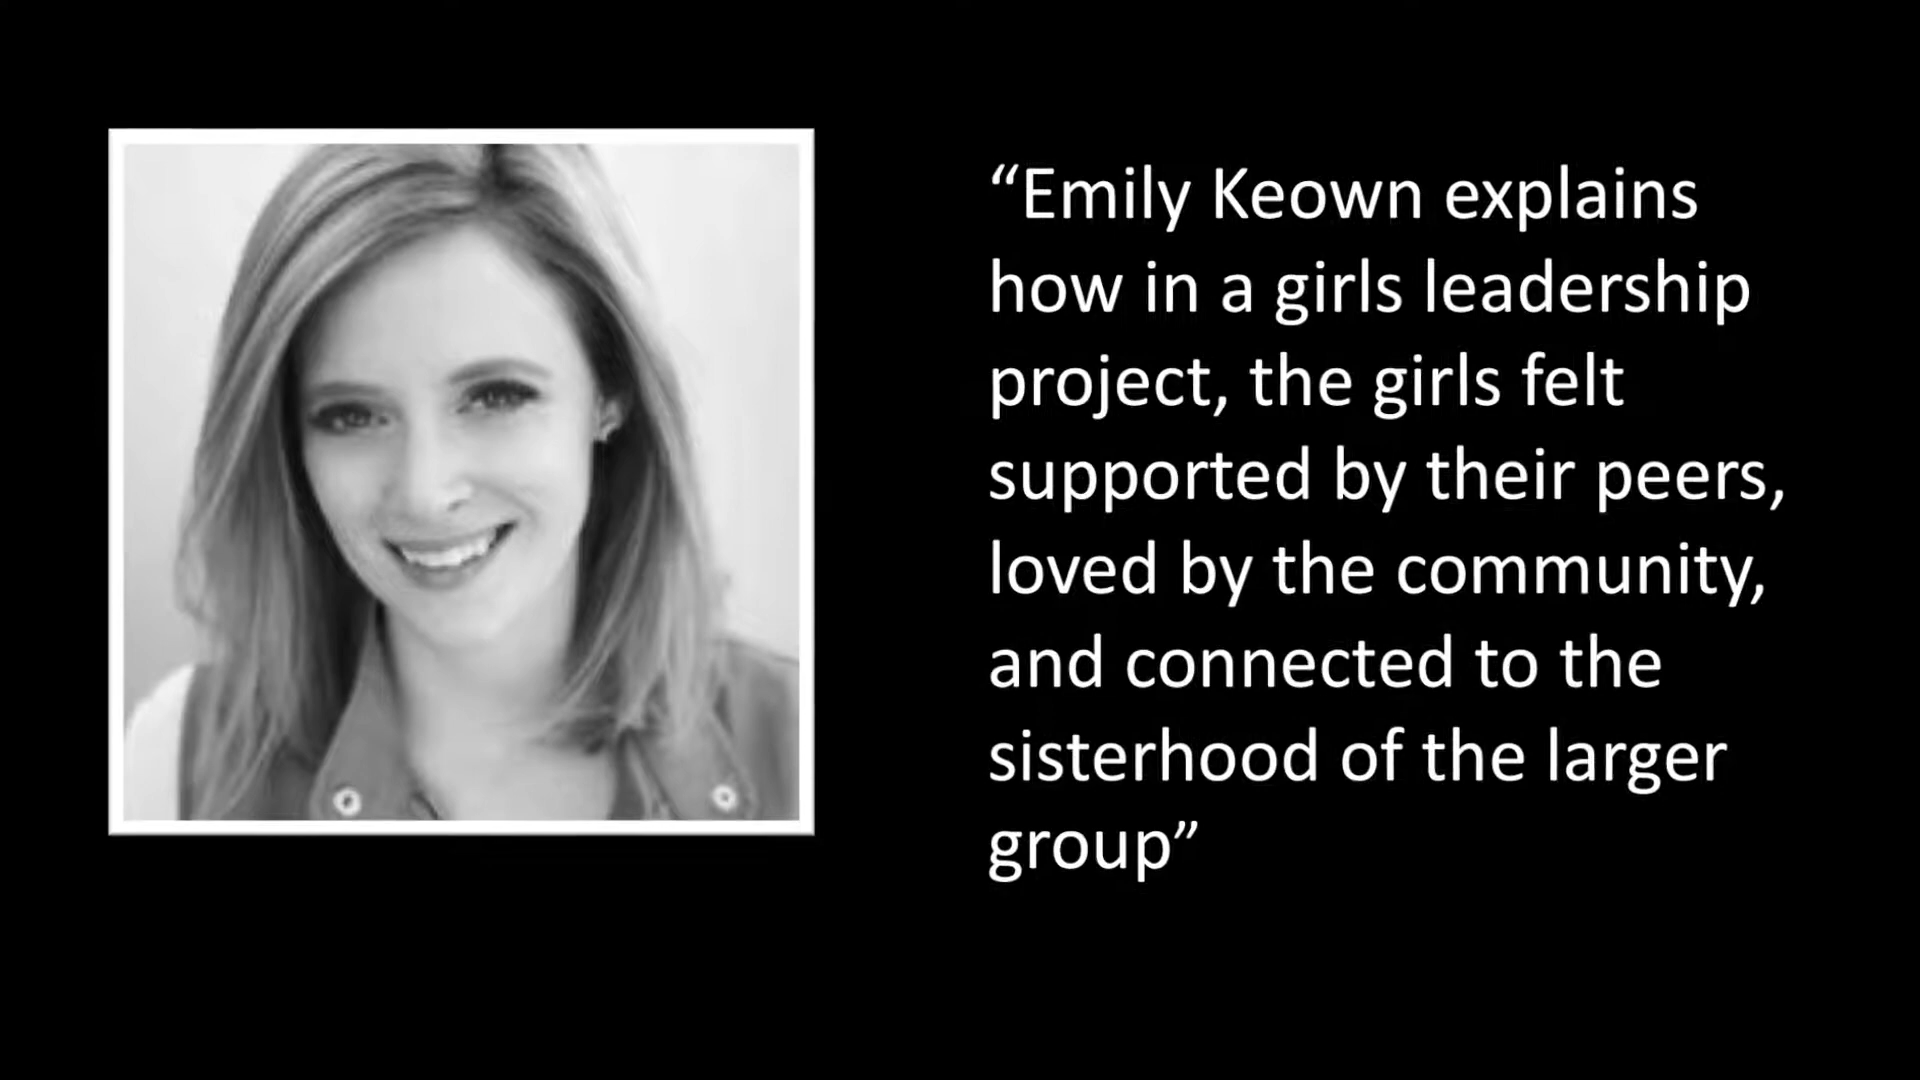 “Emily Keown explains
how in a girls leadership
project, the girls felt
supported by their peers,
loved by the community,
and connected to the
sisterhood of the larger
group”